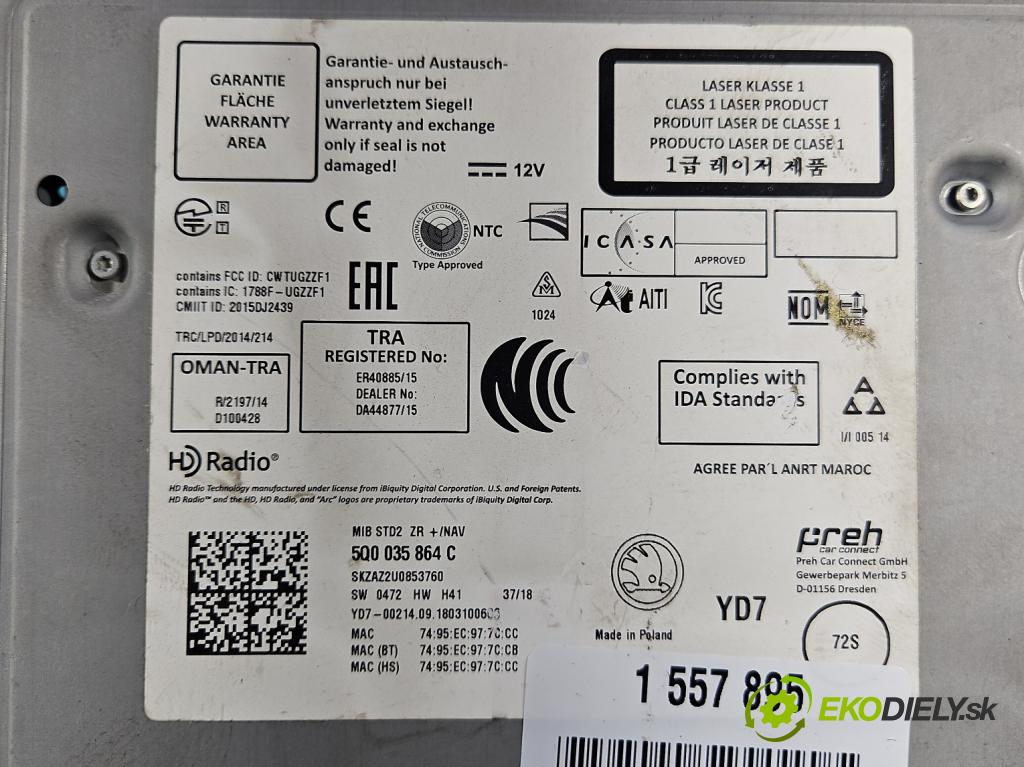 GARANTIE
FLÄCHE
WARRANTY
AREA
Garantie- und Austausch-
anspruch nur bei
unverletztem Siegel!
Warranty and exchange
only if seal is not
damaged!
12V
LASER KLASSE 1
CLASS 1 LASER PRODUCT
PRODUIT LASER DE CLASSE 1
PRODUCTO LASER DE CLASE 1
1급 레이저 제품
R
T
CE
NATIONAL TELECOMMUNICATIONS COMMISSION
NTC
Type Approved
ICASA
APPROVED
contains FCC ID: CWTUGZZF1
contains IC: 1788F-UGZZF1
CMIIT ID: 2015DJ2439
EAC
1024
AITI
NOM
NYCE
TRC/LPD/2014/214
OMAN-TRA
R/2197/14
D100428
TRA
REGISTERED No:
ER40885/15
DEALER No:
DA44877/15
Complies with
IDA Standards
I/I 005 14
AGREE PAR´L ANRT MAROC
HD Radio®
HD Radio Technology manufactured under license from iBiquity Digital Corporation. U.S. and Foreign Patents.
HD Radio™ and the HD, HD Radio, and "Arc" logos are proprietary trademarks of iBiquity Digital Corp.
MIB STD2 ZR +/NAV
5Q0 035 864 C
SKZAZ2U0853760
SW 0472 HW H41 37/18
MAC 74:95:EC:97:7C:CC
MAC (BT) 74:95:EC:97:7C:CB
MAC (HS) 74:95:EC:97:7C:CC
Made in Poland
YD7
preh
car connect
Preh Car Connect GmbH
Gewerbepark Merbitz 5
D-01156 Dresden
72S
1 557 895
EKODIELY.sk